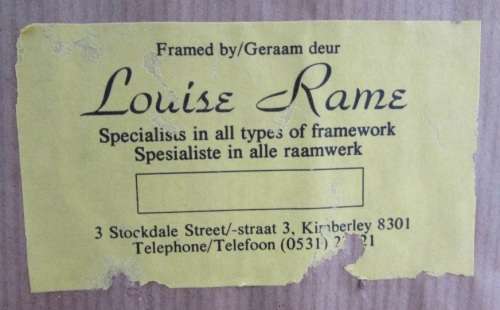 Framed by/Geraam deur
Louise Rame
Specialists in all types of framework
Spesialiste in alle raamwerk
3 Stockdale Street/-straat 3, Kimberley 8301
Telephone/Telefoon (0531)